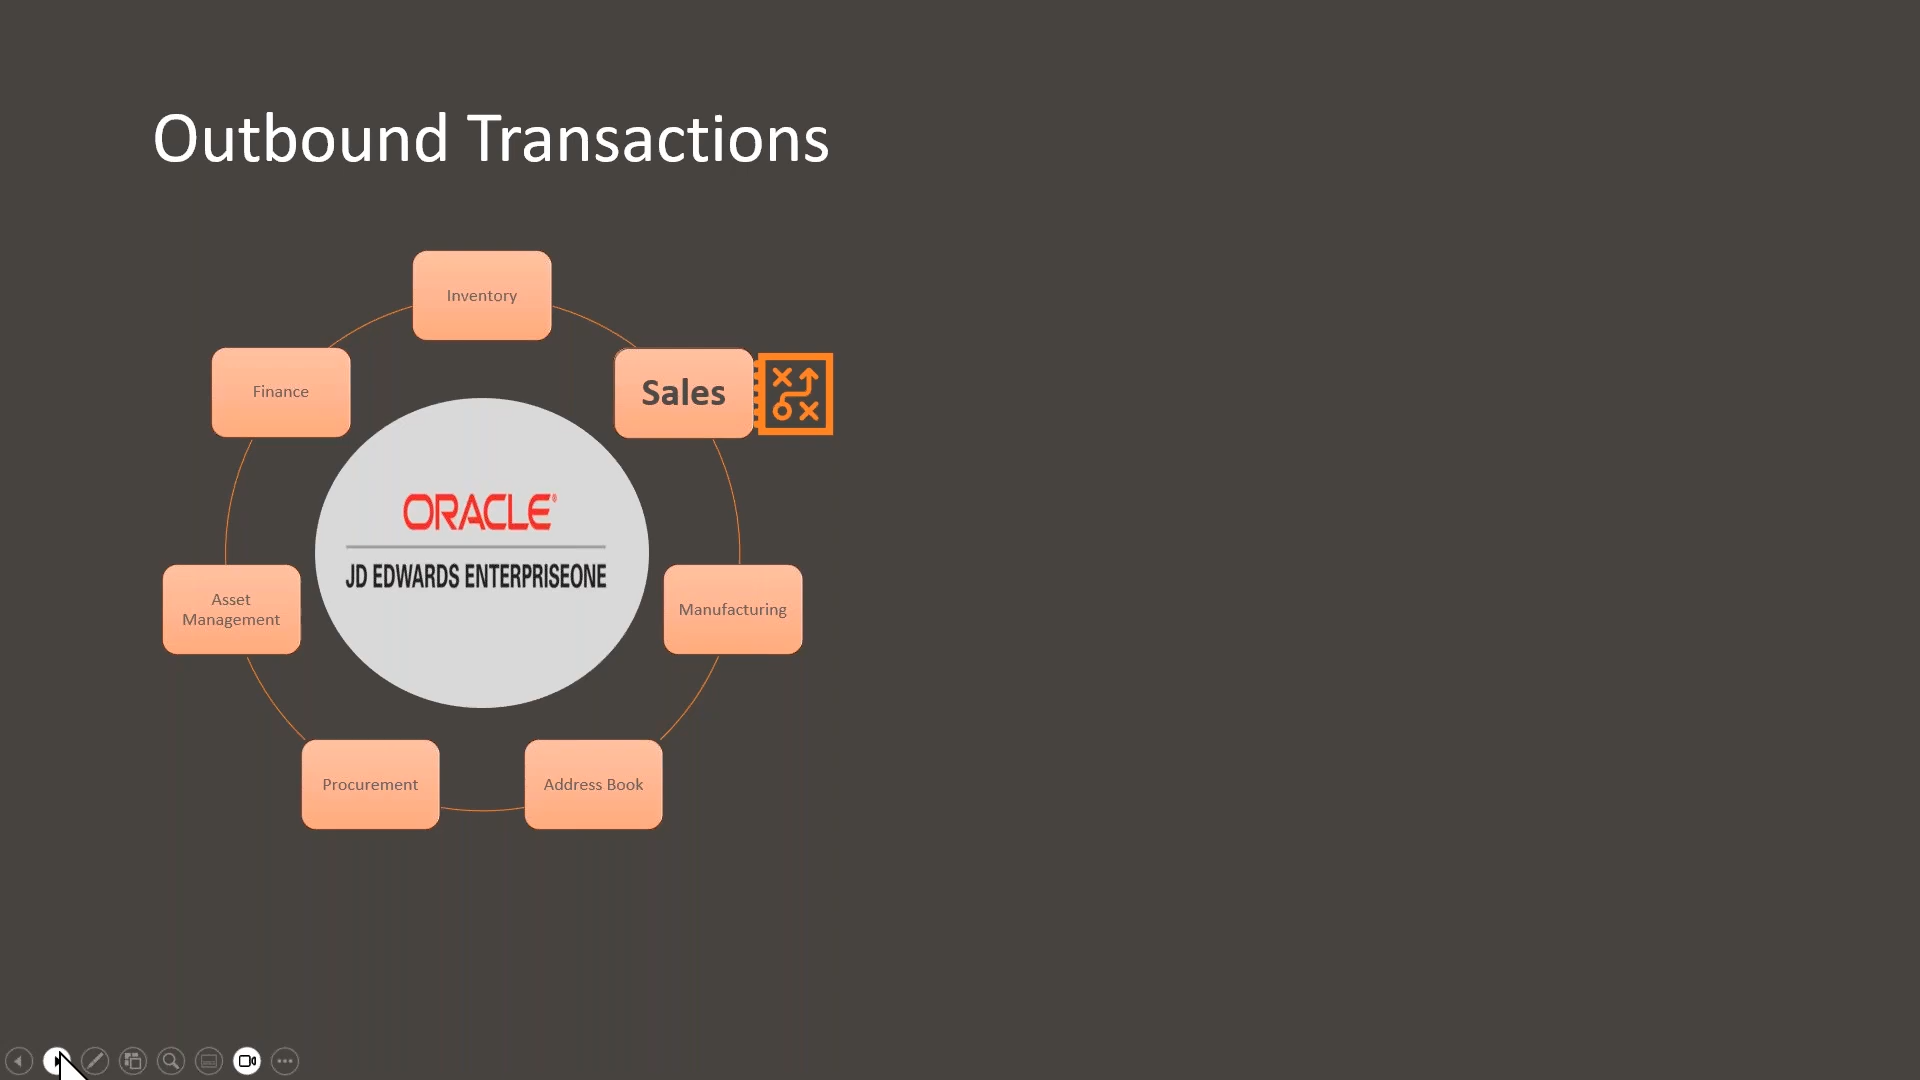 Outbound Transactions
Inventory
Finance
Sales
ORACLE®
JD EDWARDS ENTERPRISEONE
Asset
Management
Manufacturing
Procurement
Address Book